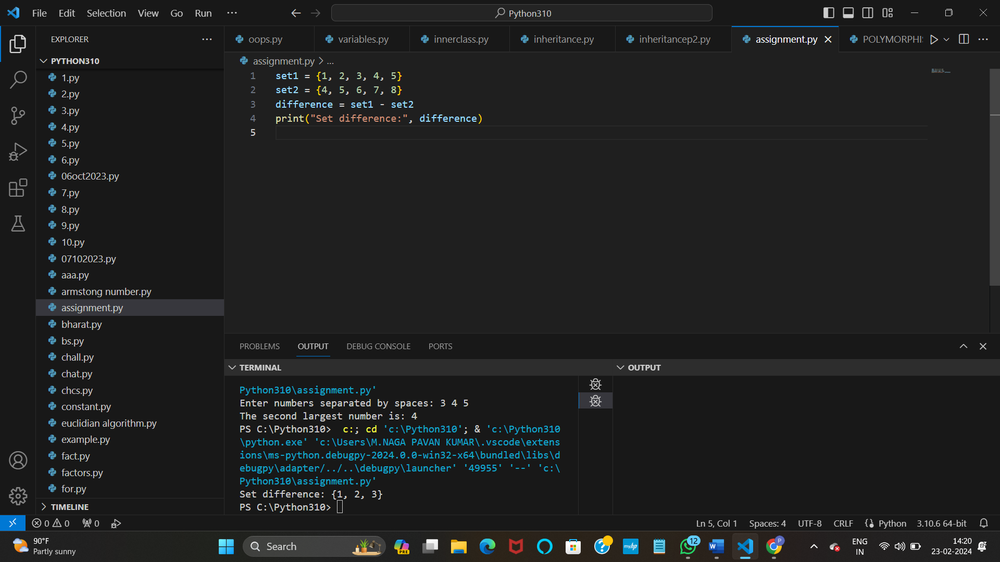 File Edit Selection View Go Run ...
Python310
EXPLORER ...
oops.py variables.py innerclass.py inheritance.py inheritancep2.py assignment.py POLYMORPHI
PYTHON310
1.py
2.py
3.py
4.py
5.py
6.py
06oct2023.py
7.py
8.py
9.py
10.py
07102023.py
aaa.py
armstong number.py
assignment.py
bharat.py
bs.py
chall.py
chat.py
chcs.py
constant.py
euclidian algorithm.py
example.py
fact.py
factors.py
for.py
TIMELINE
assignment.py > ...
1 set1 = {1, 2, 3, 4, 5}
2 set2 = {4, 5, 6, 7, 8}
3 difference = set1 - set2
4 print("Set difference:", difference)
5
PROBLEMS OUTPUT DEBUG CONSOLE PORTS
TERMINAL
Python310\assignment.py'
Enter numbers separated by spaces: 3 4 5
The second largest number is: 4
PS C:\Python310>  c:; cd 'c:\Python310'; & 'c:\Python310
\python.exe' 'c:\Users\M.NAGA PAVAN KUMAR\.vscode\extens
ions\ms-python.debugpy-2024.0.0-win32-x64\bundled\libs\d
ebugpy\adapter/../..\debugpy\launcher' '49955' '--' 'c:\
Python310\assignment.py'
Set difference: {1, 2, 3}
PS C:\Python310>
OUTPUT
0 0 0 Ln 5, Col 1 Spaces: 4 UTF-8 CRLF Python 3.10.6 64-bit
90°F
Partly sunny
Search
PRE
myhp
12
P
ENG
IN
14:20
23-02-2024